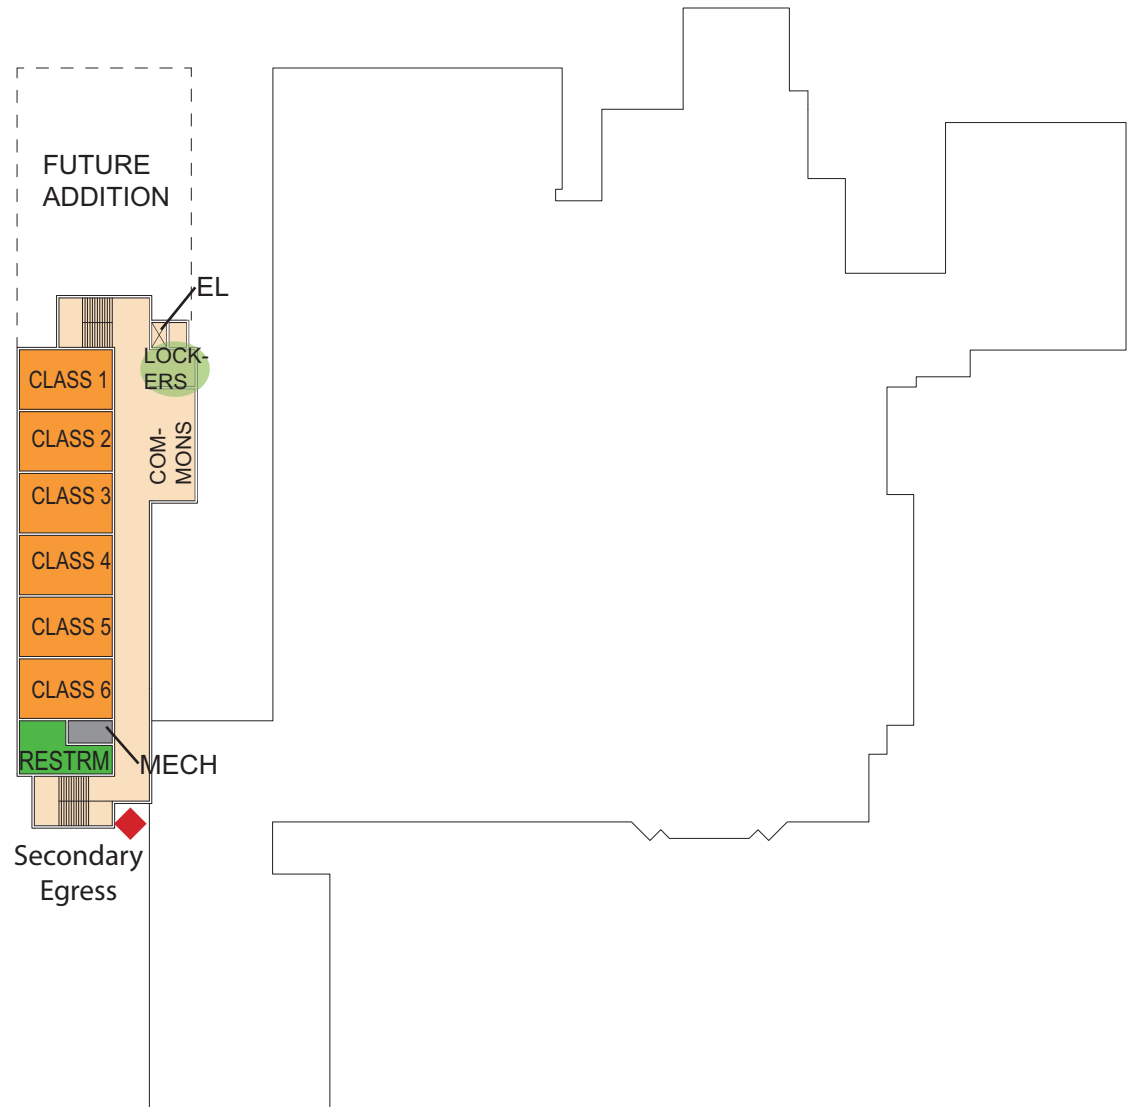 FUTURE
ADDITION
EL
LOCK-
ERS
CLASS 1
COM-
MONS
CLASS 2
CLASS 3
CLASS 4
CLASS 5
CLASS 6
RESTRM
MECH
Secondary
Egress